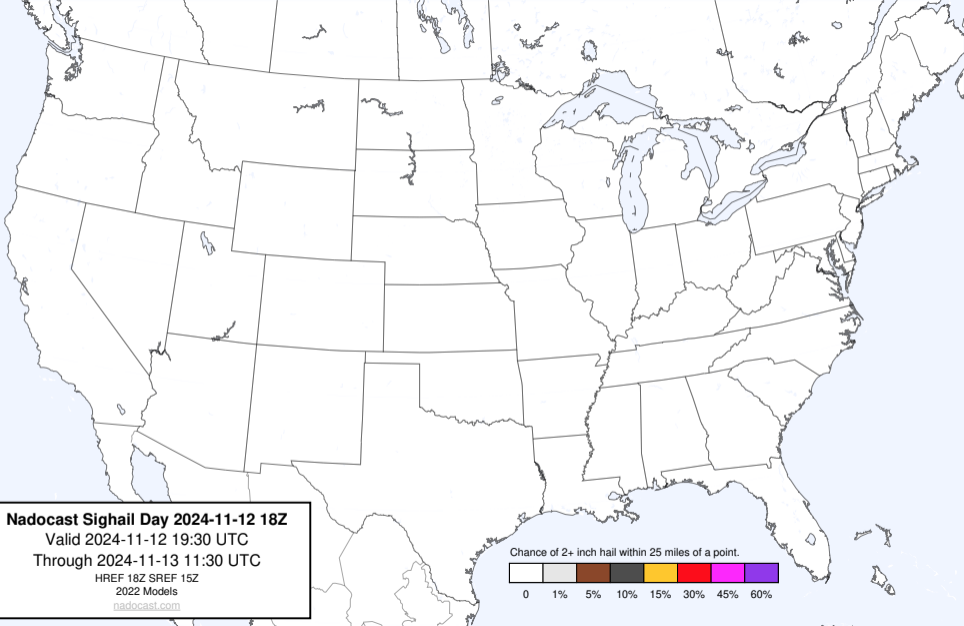 Nadocast Sighail Day 2024-11-12 18Z
Valid 2024-11-12 19:30 UTC
Through 2024-11-13 11:30 UTC
HREF 18Z SREF 15Z
2022 Models
nadocast.com
Chance of 2+ inch hail within 25 miles of a point.
0 1% 5% 10% 15% 30% 45% 60%